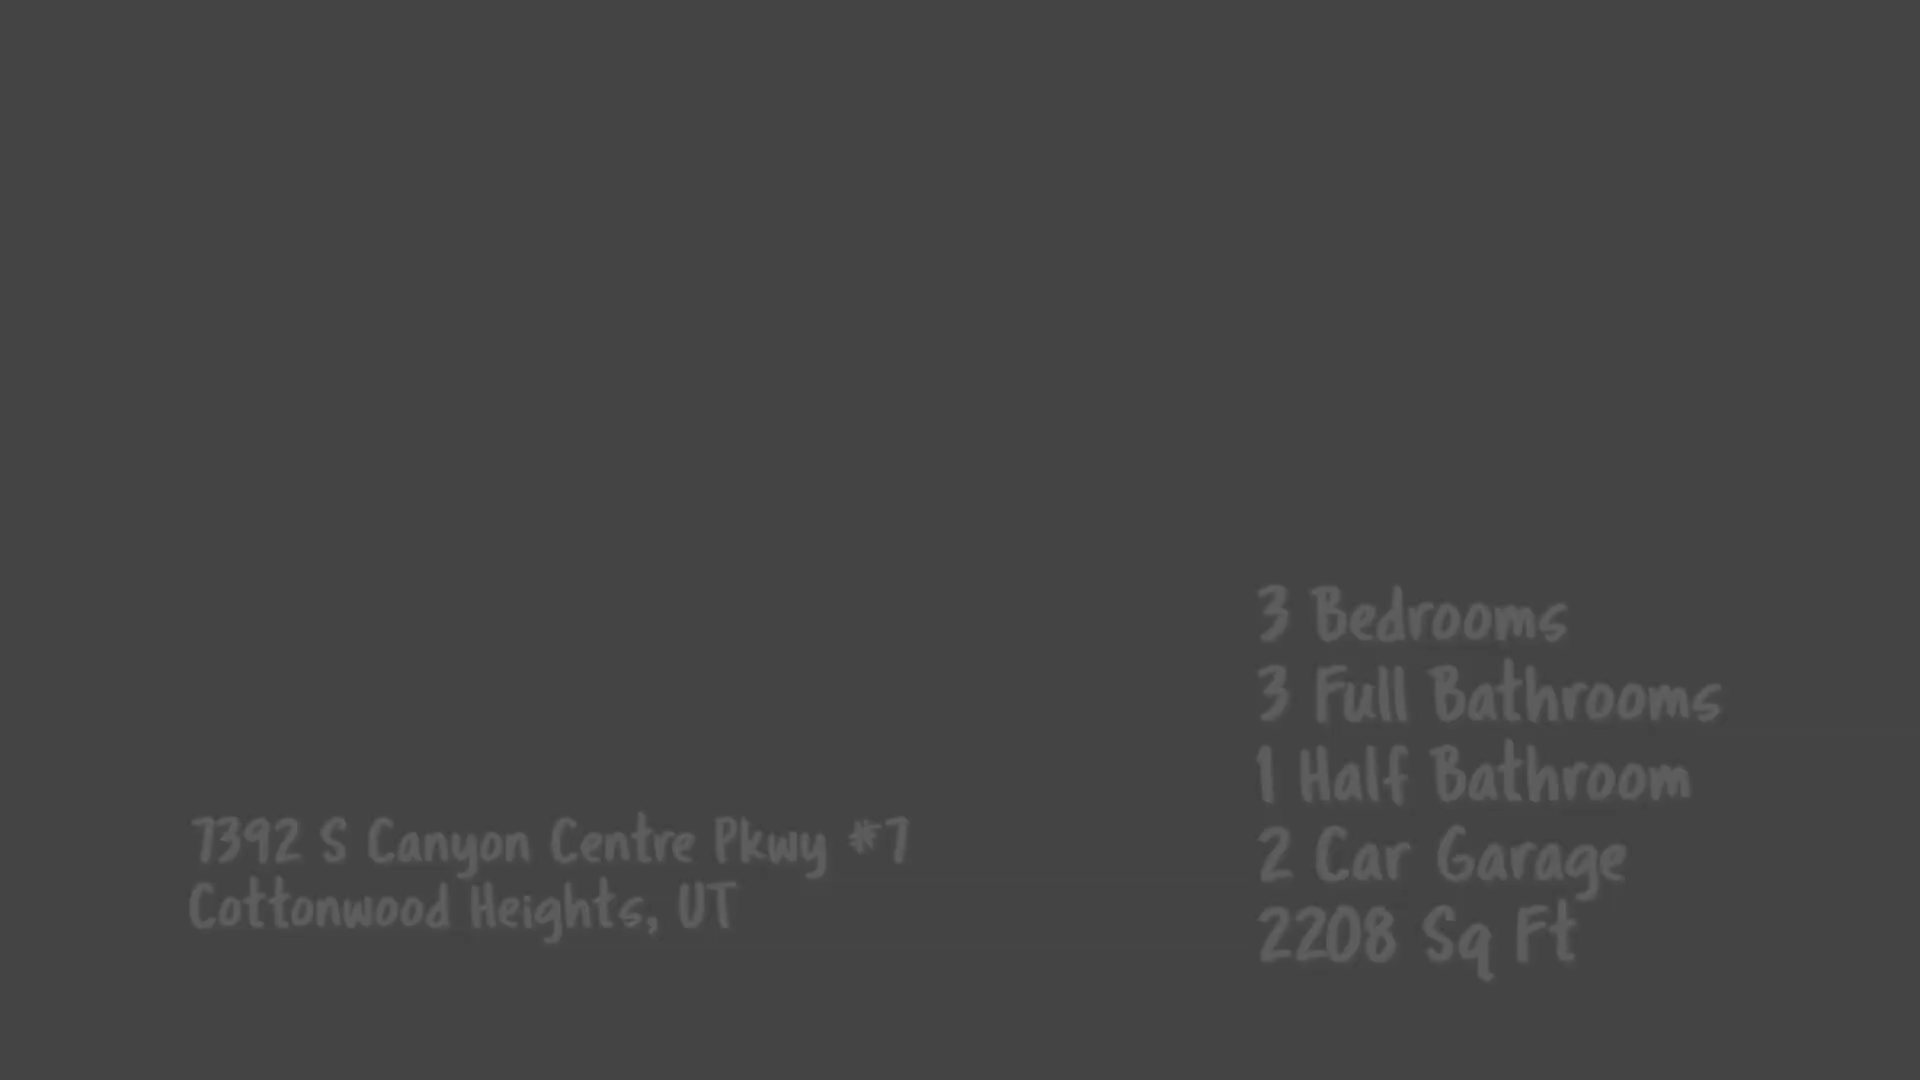 7392 S Canyon Centre Pkwy #7
Cottonwood Heights, UT
3 Bedrooms
3 Full Bathrooms
1 Half Bathroom
2 Car Garage
2208 Sq Ft